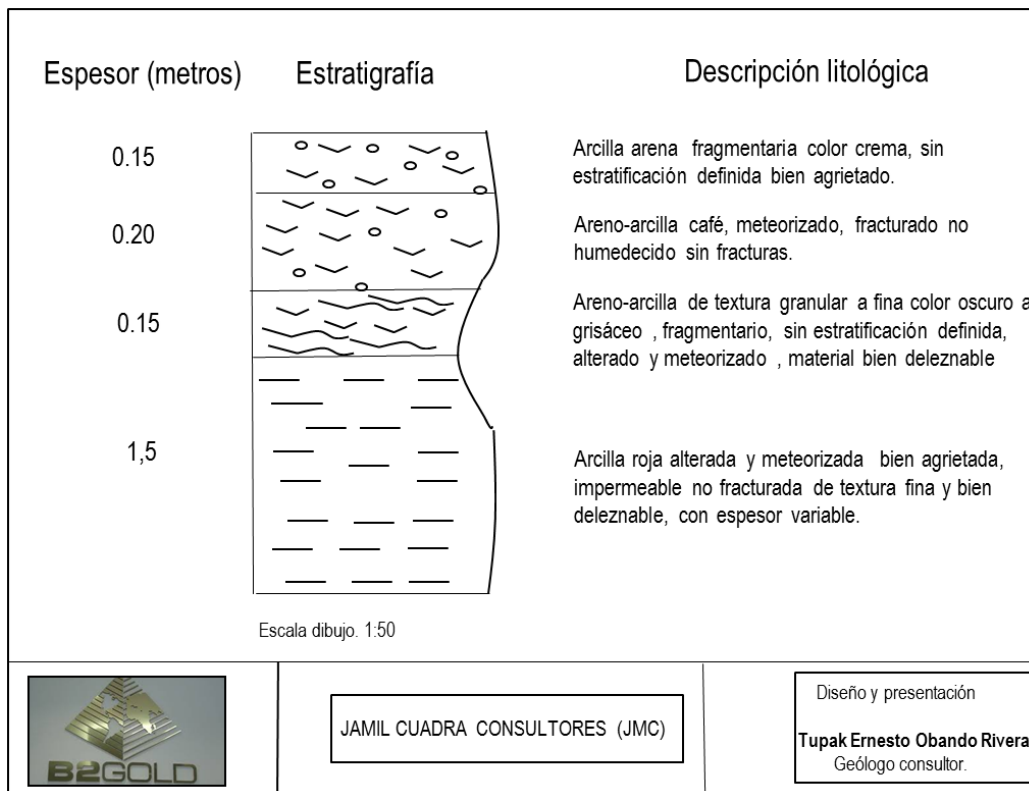 Espesor (metros) Estratigrafía Descripción litológica
0.15
Arcilla arena fragmentaria color crema, sin
estratificación definida bien agrietado.
0.20
Areno-arcilla café, meteorizado, fracturado no
humedecido sin fracturas.
0.15
Areno-arcilla de textura granular a fina color oscuro a
grisáceo , fragmentario, sin estratificación definida,
alterado y meteorizado , material bien deleznable
1,5
Arcilla roja alterada y meteorizada bien agrietada,
impermeable no fracturada de textura fina y bien
deleznable, con espesor variable.
Escala dibujo. 1:50
B2GOLD
JAMIL CUADRA CONSULTORES (JMC)
Diseño y presentación
Tupak Ernesto Obando Rivera
Geólogo consultor.